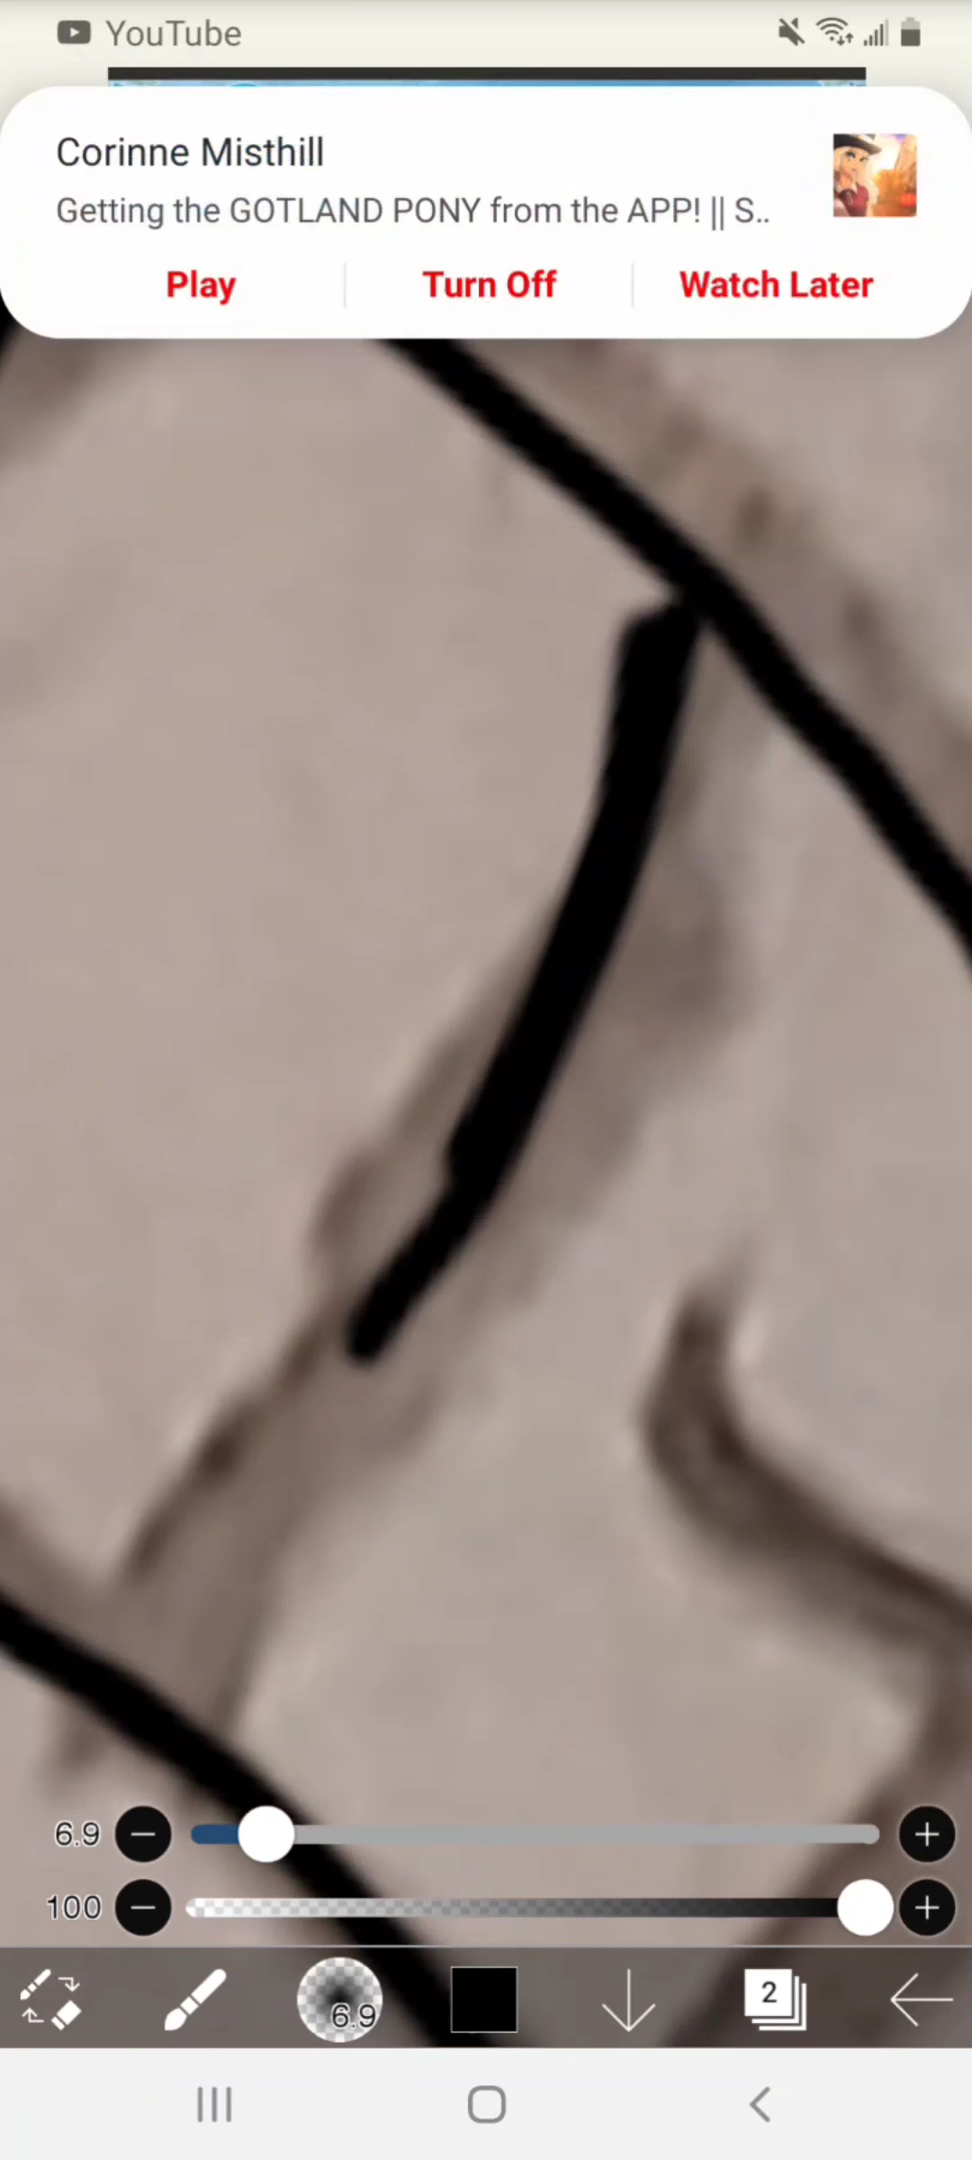 YouTube
Corinne Misthill
Getting the GOTLAND PONY from the APP! || S..
Play Turn Off Watch Later
6.9
100
6.9 2